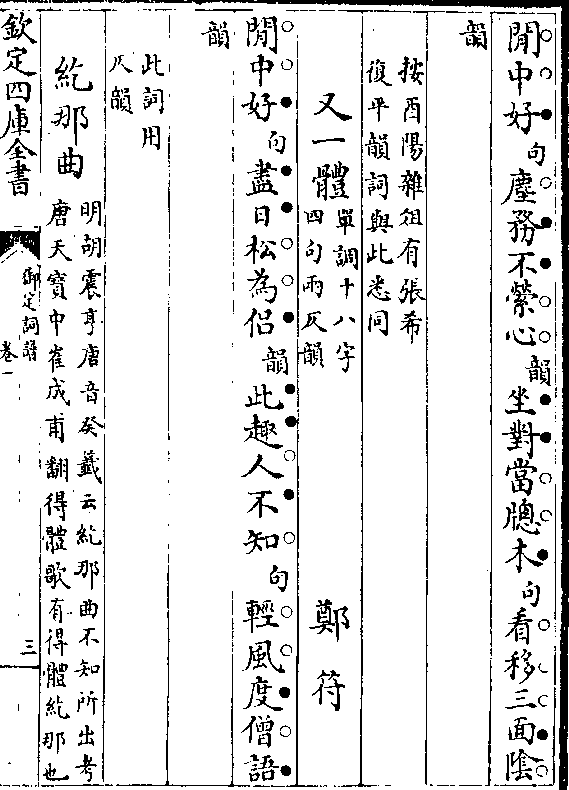 閒中好句塵務不縈心韻坐對當牕木句看移三面陰
韻
按酉陽雜俎有張希
復平韻詞與此悉同
又一體單調十八字
四句兩仄韻
鄭符
閒中好句盡日松為侶韻此趣人不知句輕風度僧語
韻
此詞用
仄韻
紇那曲
明胡震亨唐音癸籖云紇那曲不知所出考
唐天寶中崔成甫翻得體歌有得體紇那也
欽定四庫全書
御定詞譜
卷一
三